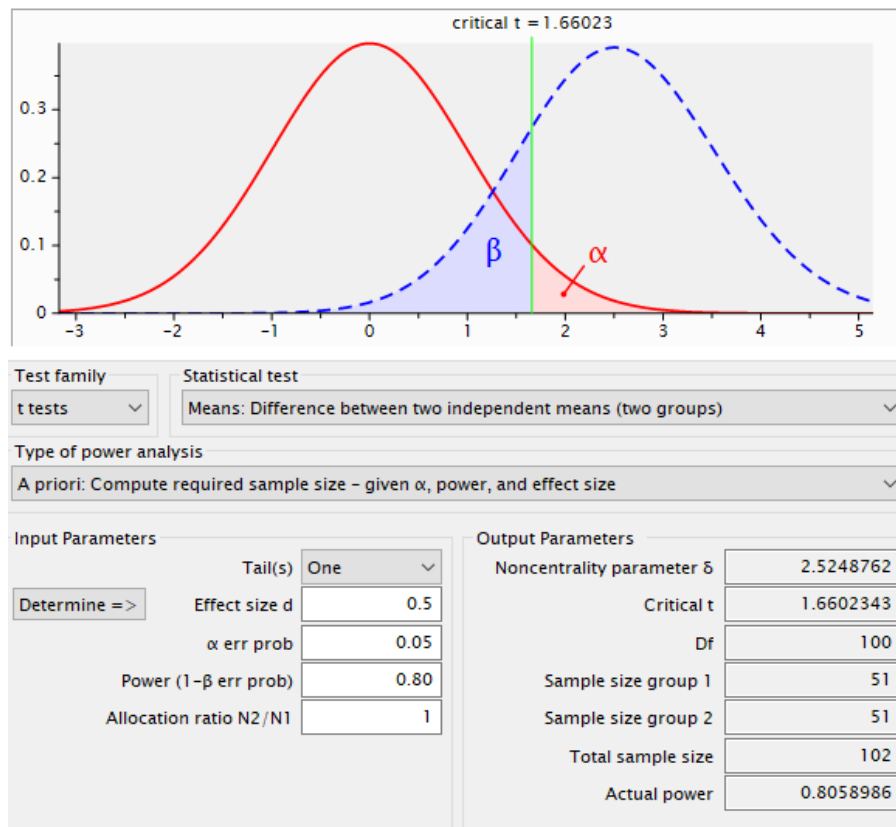 critical t = 1.66023
0.3
0.2
0.1
0
β
α
-3 -2 -1 0 1 2 3 4 5
Test family
Statistical test
t tests
Means: Difference between two independent means (two groups)
Type of power analysis
A priori: Compute required sample size – given α, power, and effect size
Input Parameters
Tail(s) One
Determine =>
Effect size d 0.5
α err prob 0.05
Power (1-β err prob) 0.80
Allocation ratio N2/N1 1
Output Parameters
Noncentrality parameter δ 2.5248762
Critical t 1.6602343
Df 100
Sample size group 1 51
Sample size group 2 51
Total sample size 102
Actual power 0.8058986